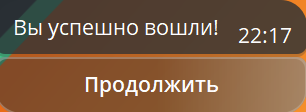 Вы успешно вошли!
22:17
Продолжить